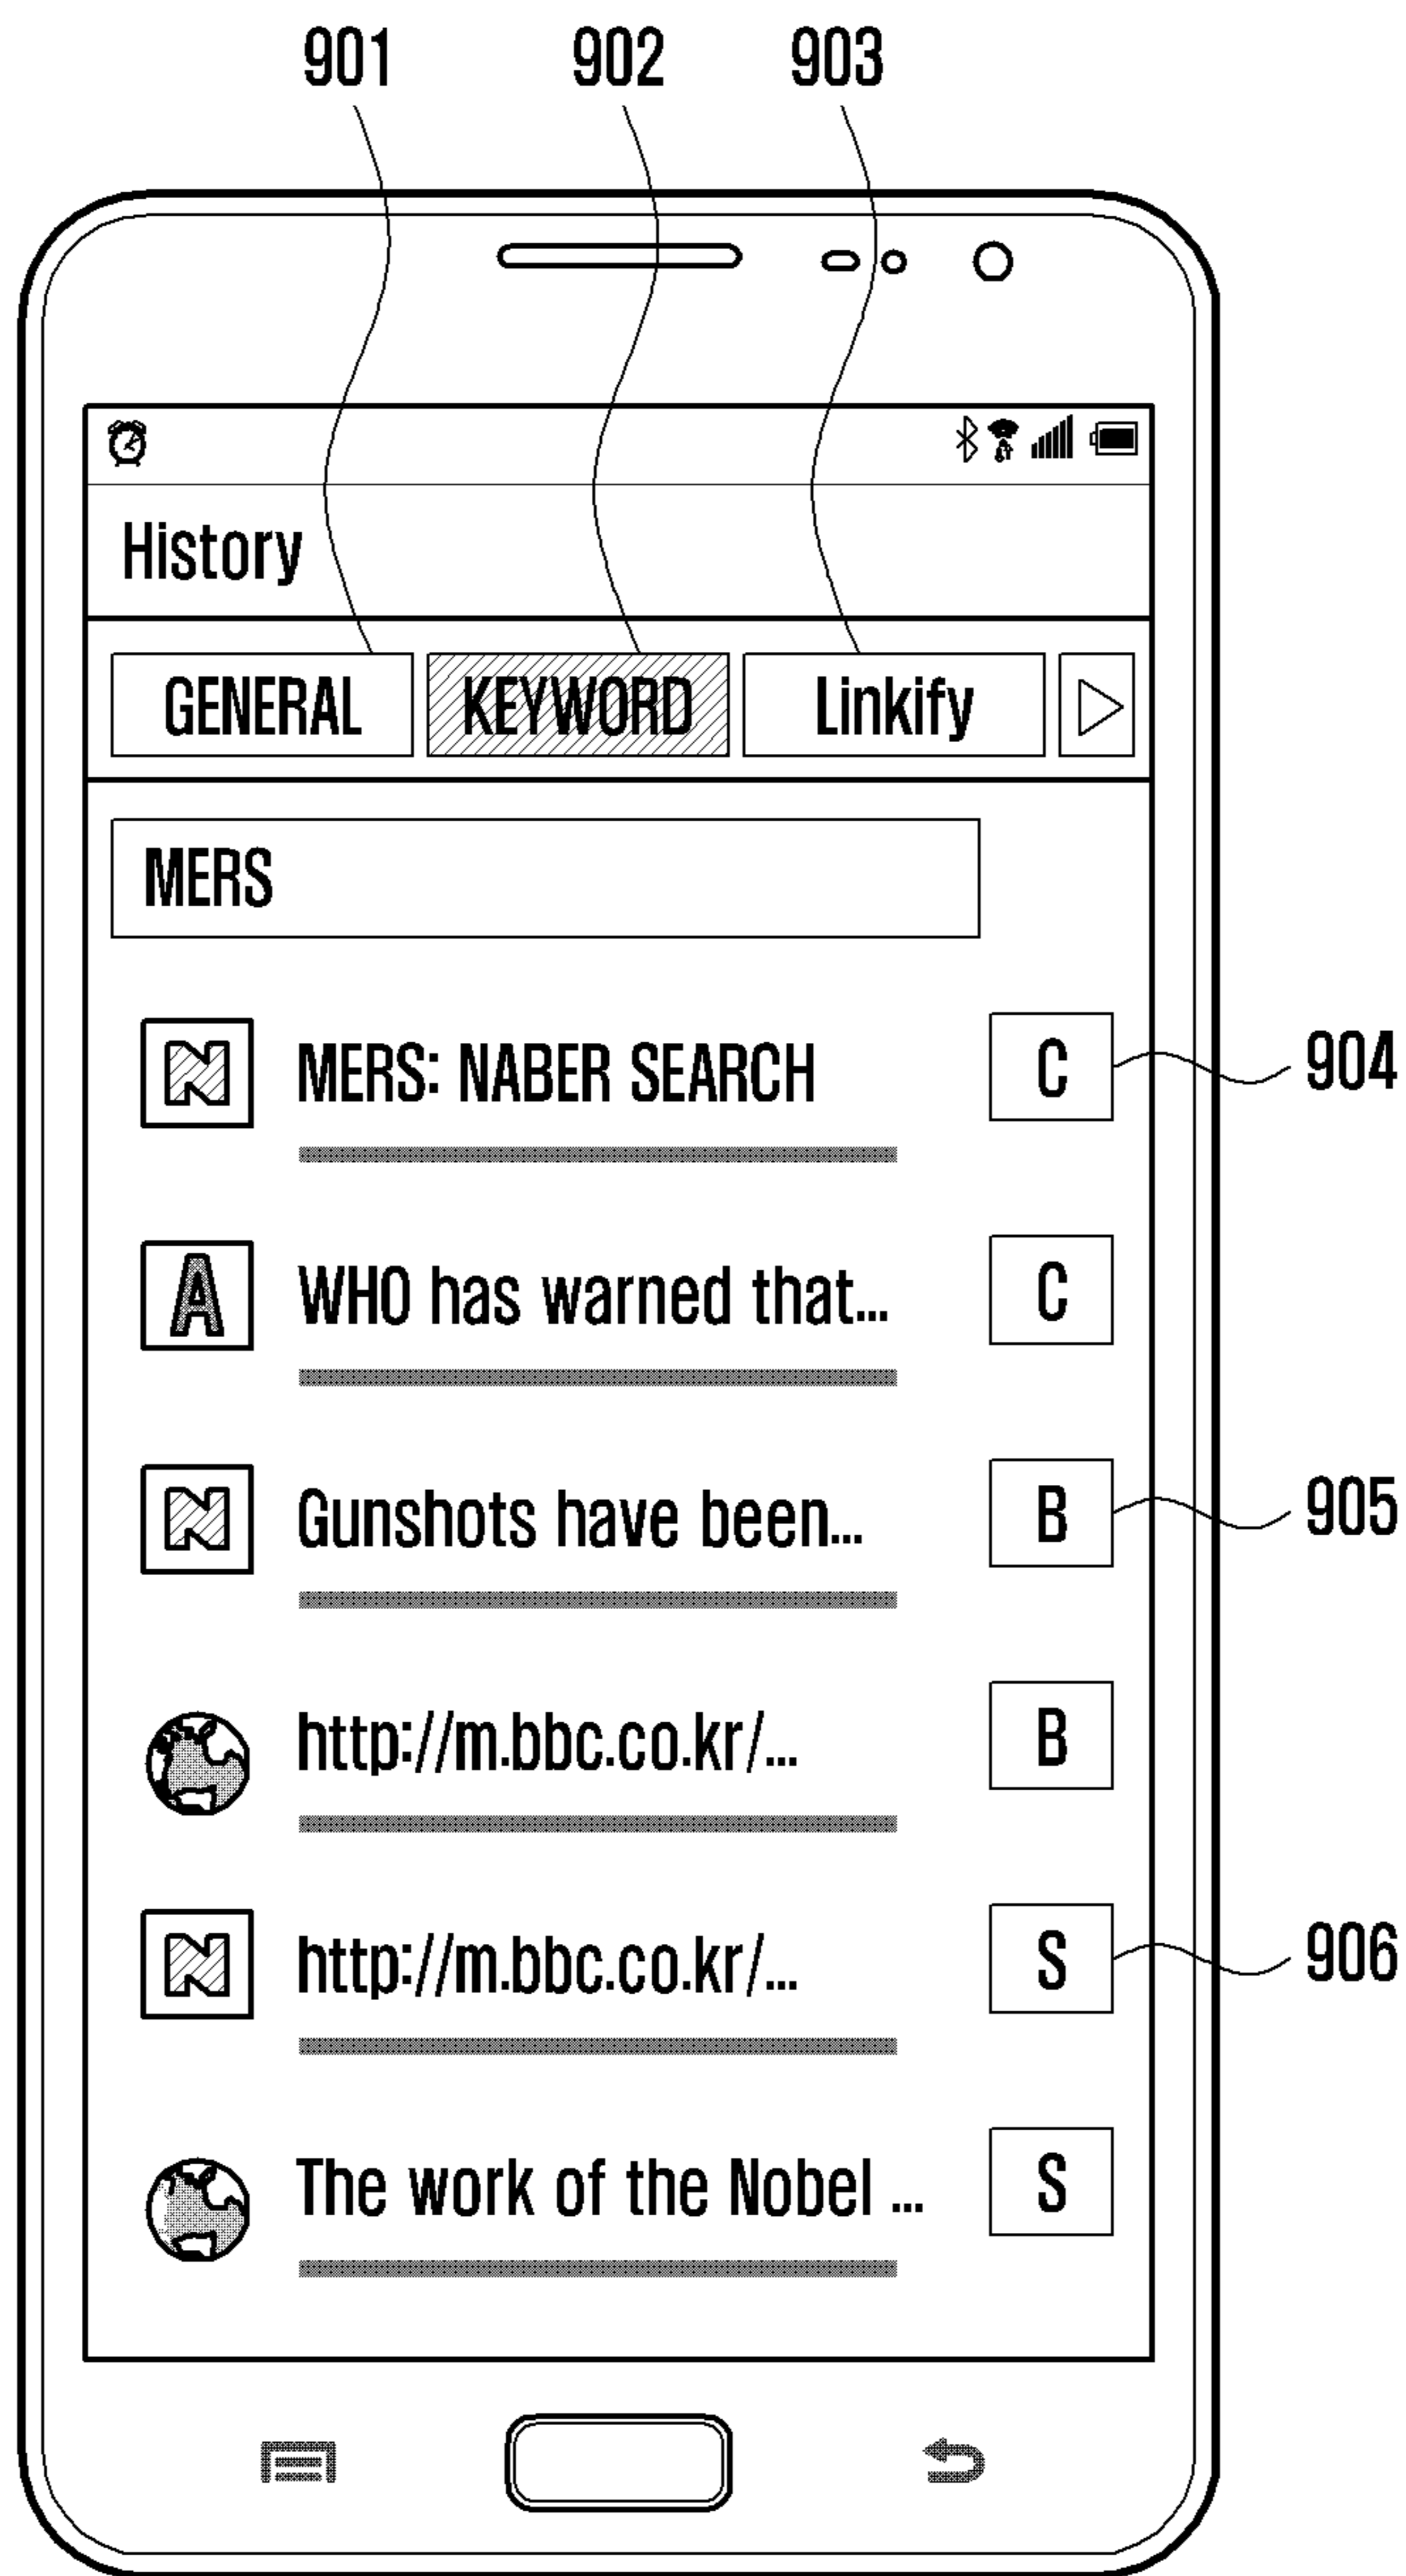 901 902 903
History
GENERAL KEYWORD Linkify
MERS
N MERS: NABER SEARCH C 904
A WHO has warned that... C
N Gunshots have been... B 905
http://m.bbc.co.kr/... B
N http://m.bbc.co.kr/... S 906
The work of the Nobel ... S